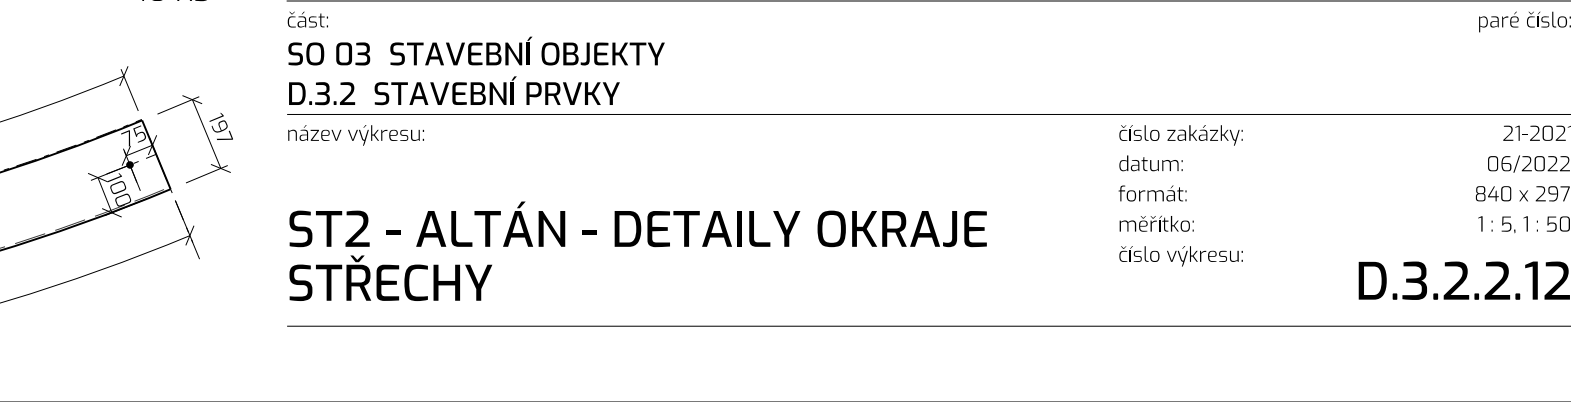 část:
paré číslo:
SO 03 STAVEBNÍ OBJEKTY
D.3.2 STAVEBNÍ PRVKY
název výkresu:
číslo zakázky: 21-2021
datum: 06/2022
formát: 840 x 297
měřítko: 1 : 5, 1 : 50
číslo výkresu:
D.3.2.2.12
ST2 - ALTÁN - DETAILY OKRAJE
STŘECHY
197
75
100